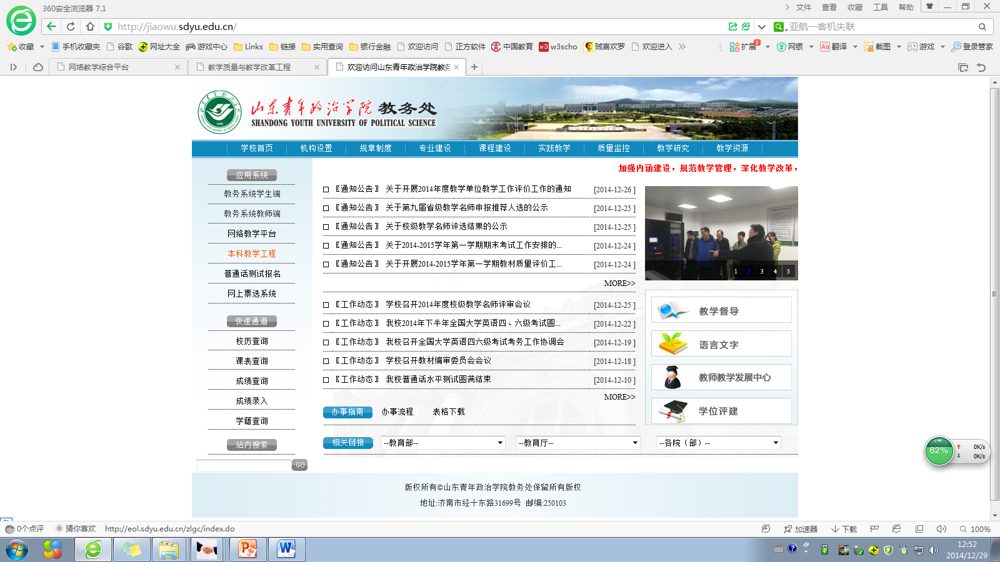 360安全浏览器 7.1
文件 查看 收藏 工具 帮助
http://jiaowu.sdyu.edu.cn/
亚航一客机失联
收藏 手机收藏夹 谷歌 网址大全 游戏中心 Links 链接 实用查询 银行金融 欢迎访问 正方软件 中国教育 w3scho 贼喜欢罗 欢迎进入
扩展 1 网银 翻译 截图 游戏 登录管家
网络教学综合平台 教学质量与教学改革工程 欢迎访问山东青年政治学院教务
山东青年政治学院 教务处
SHANDONG YOUTH UNIVERSITY OF POLITICAL SCIENCE
学校首页 机构设置 规章制度 专业建设 课程建设 实践教学 质量监控 教学研究 教学资源
加强内涵建设，规范教学管理，深化教学改革，
应用系统
教务系统学生端
教务系统教师端
网络教学平台
本科教学工程
普通话测试报名
网上票选系统
快速通道
校历查询
课表查询
成绩查询
成绩录入
学籍查询
站内搜索
GO
〖通知公告〗 关于开展2014年度教学单位教学工作评价工作的通知 [2014-12-26 ]
〖通知公告〗 关于第九届省级教学名师申报推荐人选的公示 [2014-12-25 ]
〖通知公告〗 关于校级教学名师评选结果的公示 [2014-12-25 ]
〖通知公告〗 关于2014-2015学年第一学期期末考试工作安排的... [2014-12-24 ]
〖通知公告〗 关于开展2014-2015学年第一学期教材质量评价工... [2014-12-24 ]
MORE>>
〖工作动态〗 学校召开2014年度校级教学名师评审会议 [2014-12-25 ]
〖工作动态〗 我校2014年下半年全国大学英语四、六级考试圆... [2014-12-22 ]
〖工作动态〗 我校召开全国大学英语四六级考试考务工作协调会 [2014-12-19 ]
〖工作动态〗 学校召开教材编审委员会会议 [2014-12-18 ]
〖工作动态〗 我校普通话水平测试圆满结束 [2014-12-10 ]
MORE>>
办事指南 办事流程 表格下载
相关链接 --教育部-- --教育厅-- --各院（部）--
1 2 3 4 5
教学督导
语言文字
教师教学发展中心
学位评建
62% 0K/s
0K/s
版权所有©山东青年政治学院教务处保留所有版权
地址:济南市经十东路31699号 邮编:250103
0个点评 猜你喜欢 http://eol.sdyu.edu.cn/zlgc/index.do
加速器 下载 100%
12:52
2014/12/29